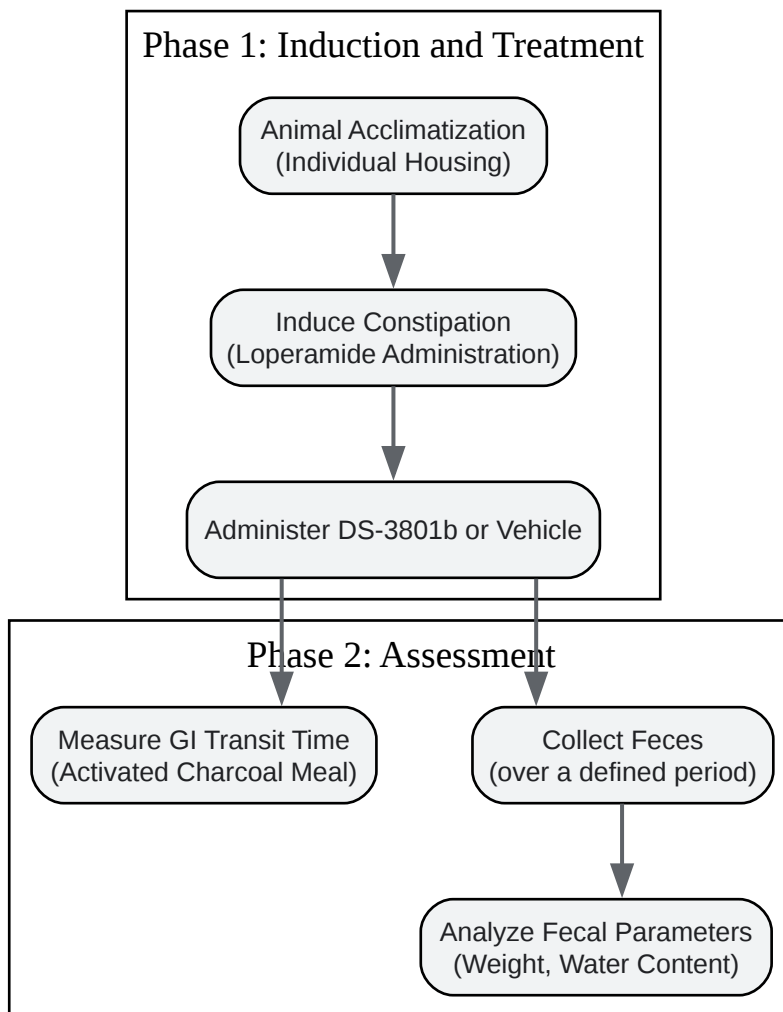 Phase 1: Induction and Treatment
Animal Acclimatization
(Individual Housing)
Induce Constipation
(Loperamide Administration)
Administer DS-3801b or Vehicle
Phase 2: Assessment
Measure GI Transit Time
(Activated Charcoal Meal)
Collect Feces
(over a defined period)
Analyze Fecal Parameters
(Weight, Water Content)